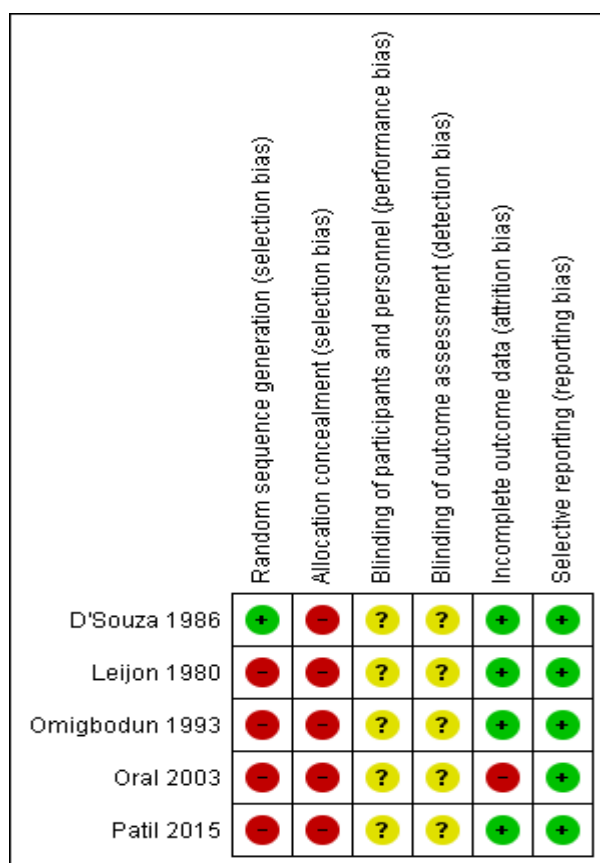 Random sequence generation (selection bias)
Allocation concealment (selection bias)
Blinding of participants and personnel (performance bias)
Blinding of outcome assessment (detection bias)
Incomplete outcome data (attrition bias)
Selective reporting (reporting bias)
D'Souza 1986 + - ? ? + +
Leijon 1980 - - ? ? + +
Omigbodun 1993 - - ? ? + +
Oral 2003 - - ? ? - +
Patil 2015 - - ? ? + +